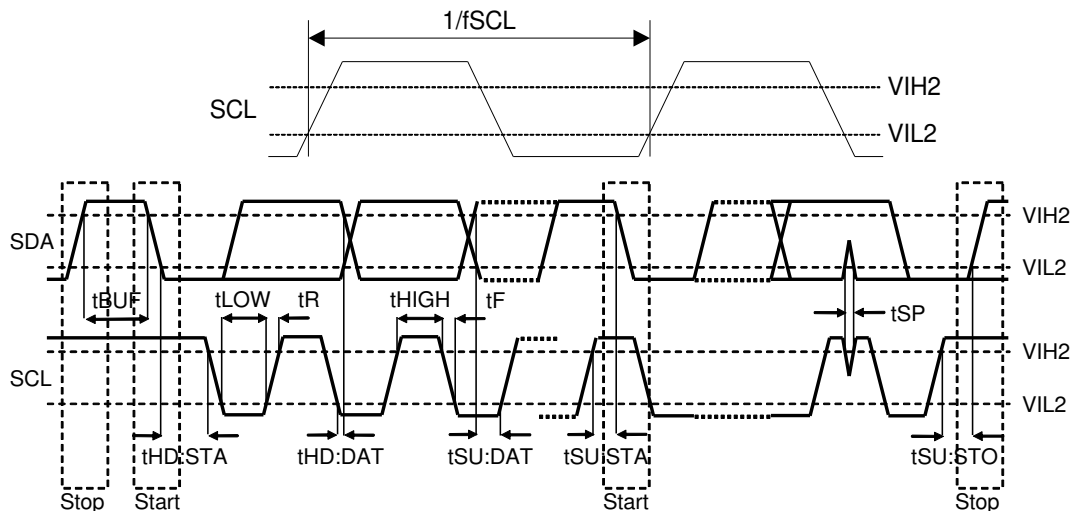 1/fSCL
VIH2
SCL
VIL2
VIH2
SDA
VIL2
tBUF
tLOW
tR
tHIGH
tF
tSP
VIH2
SCL
VIL2
tHD:STA
tHD:DAT
tSU:DAT
tSU:STA
tSU:STO
Stop
Start
Start
Stop